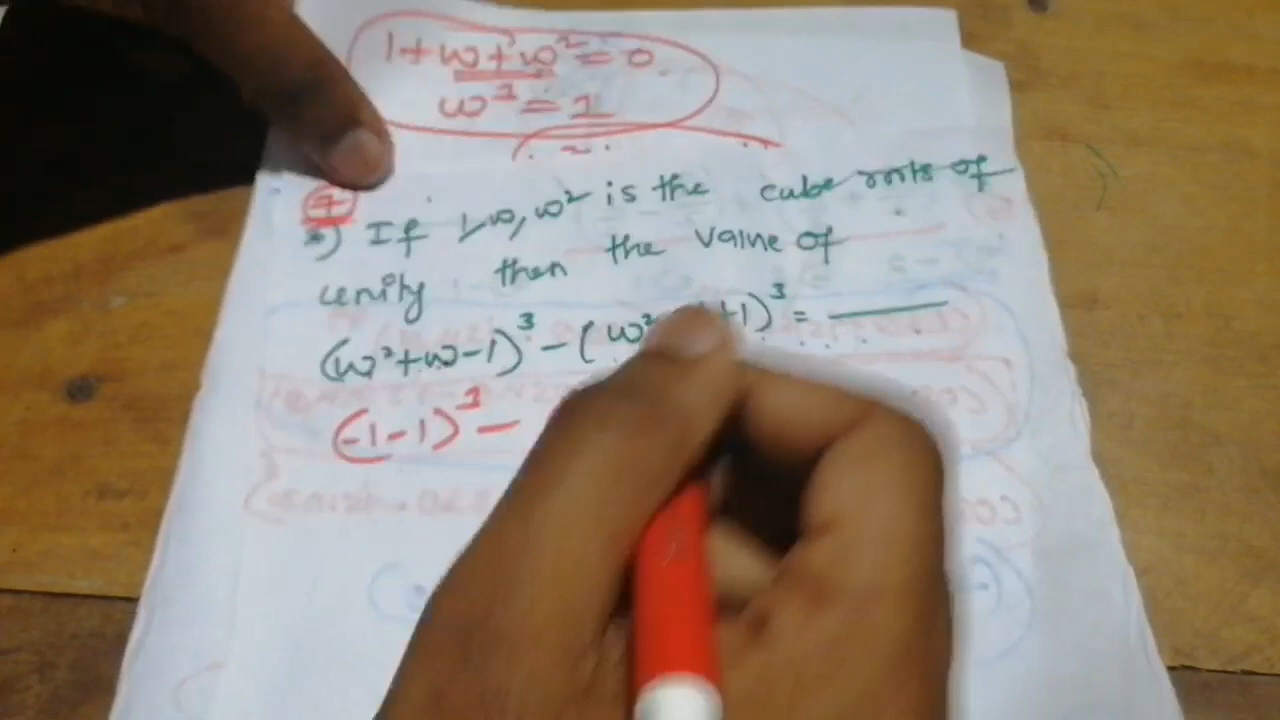 1+ω+ω²=0
ω³=1
7
If 1,ω,ω² is the cube roots of
unity then the value of
(ω²+ω-1)³-(ω² +1)³=
(-1-1)³-